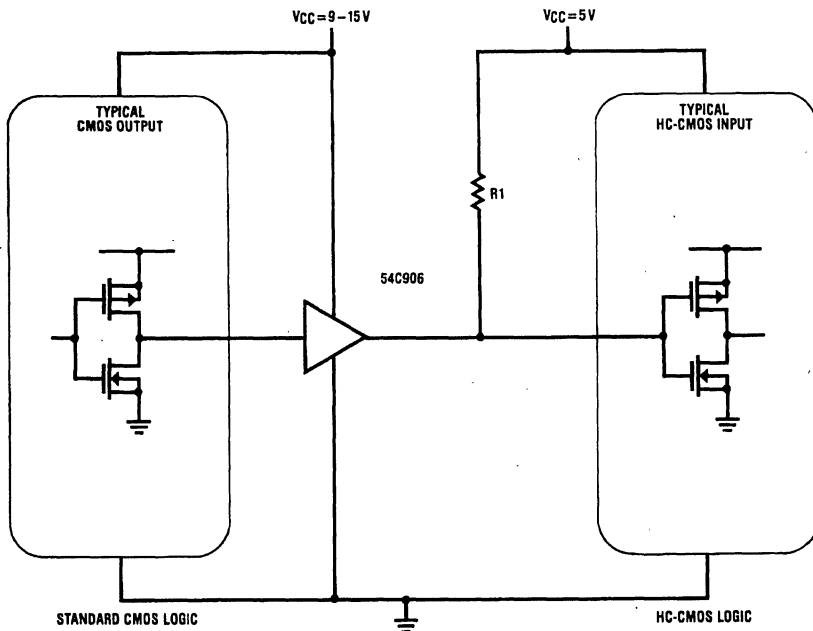 VCC=9-15V
VCC=5V
TYPICAL
CMOS OUTPUT
TYPICAL
HC-CMOS INPUT
R1
54C906
STANDARD CMOS LOGIC
HC-CMOS LOGIC